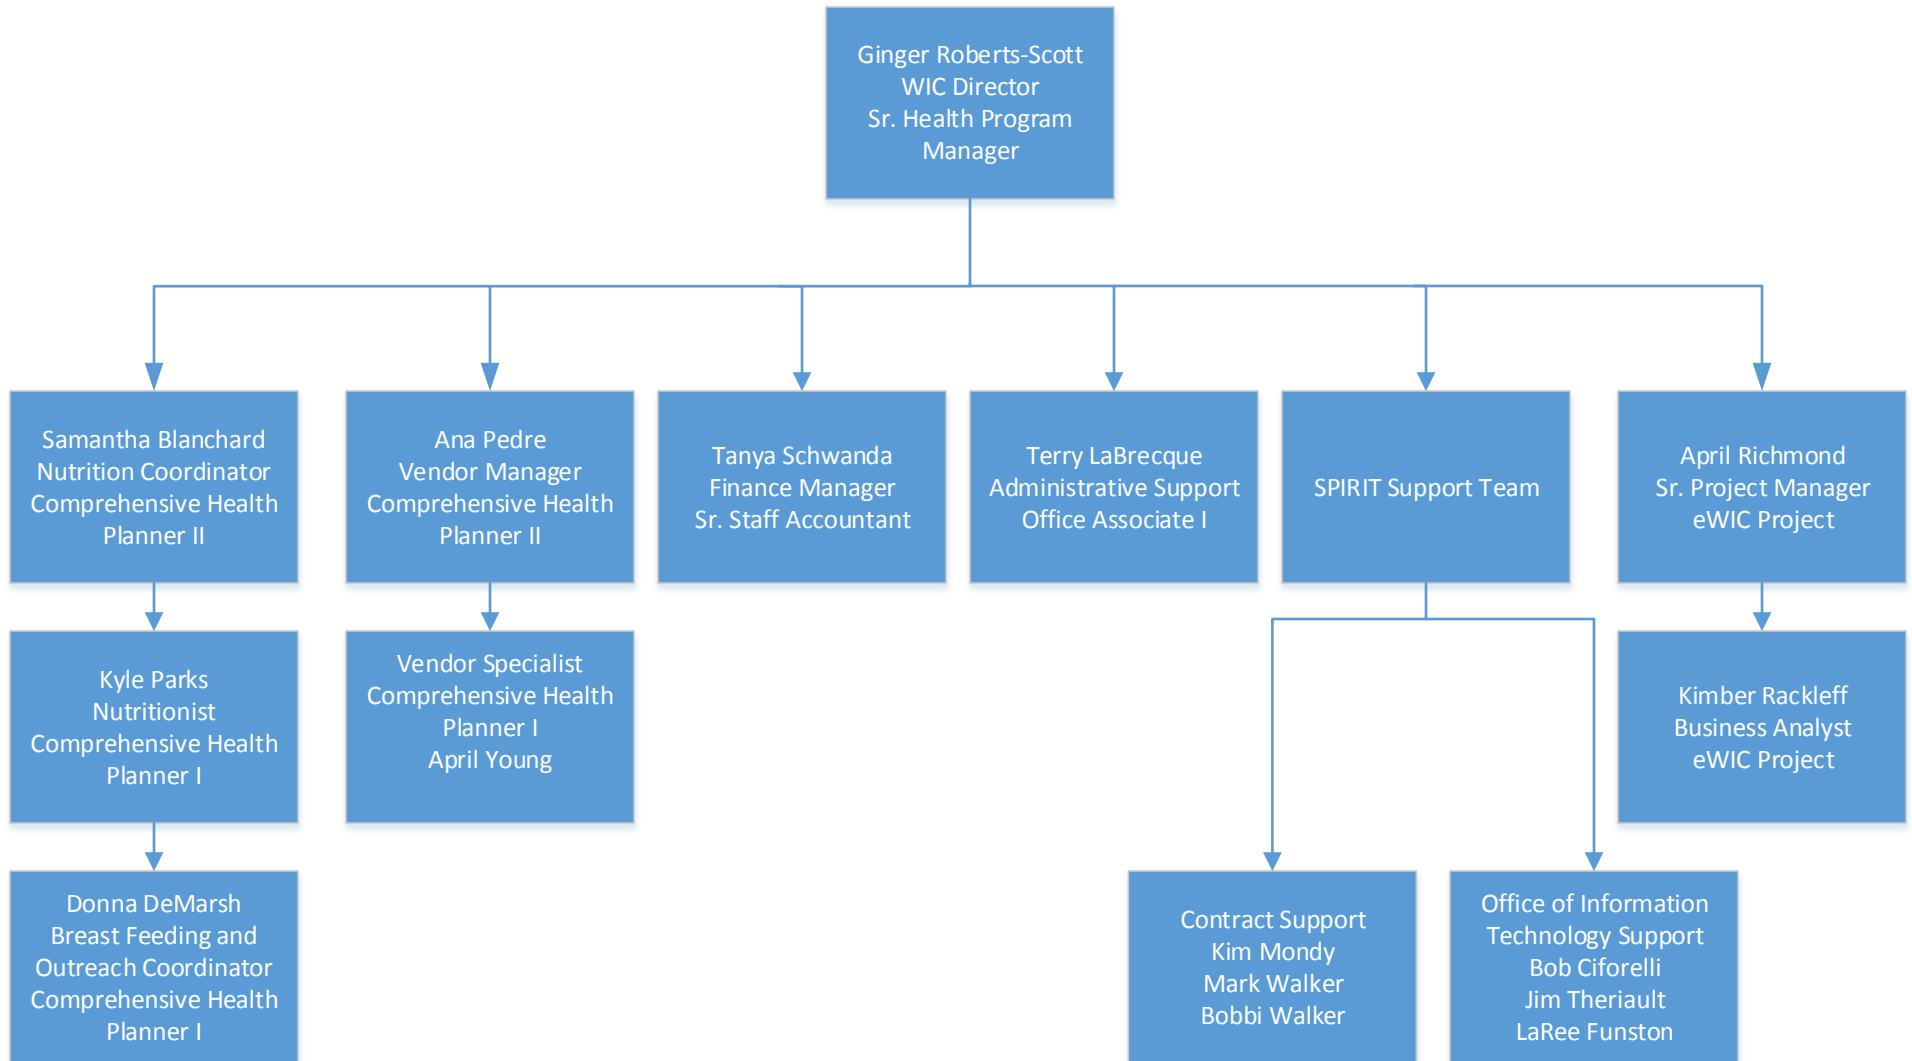 Ginger Roberts-Scott
WIC Director
Sr. Health Program
Manager
Samantha Blanchard
Nutrition Coordinator
Comprehensive Health
Planner II
Ana Pedre
Vendor Manager
Comprehensive Health
Planner II
Tanya Schwanda
Finance Manager
Sr. Staff Accountant
Terry LaBrecque
Administrative Support
Office Associate I
SPIRIT Support Team
April Richmond
Sr. Project Manager
eWIC Project
Kyle Parks
Nutritionist
Comprehensive Health
Planner I
Vendor Specialist
Comprehensive Health
Planner I
April Young
Kimber Rackleff
Business Analyst
eWIC Project
Donna DeMarsh
Breast Feeding and
Outreach Coordinator
Comprehensive Health
Planner I
Contract Support
Kim Mondy
Mark Walker
Bobbi Walker
Office of Information
Technology Support
Bob Ciforelli
Jim Theriault
LaRee Funston